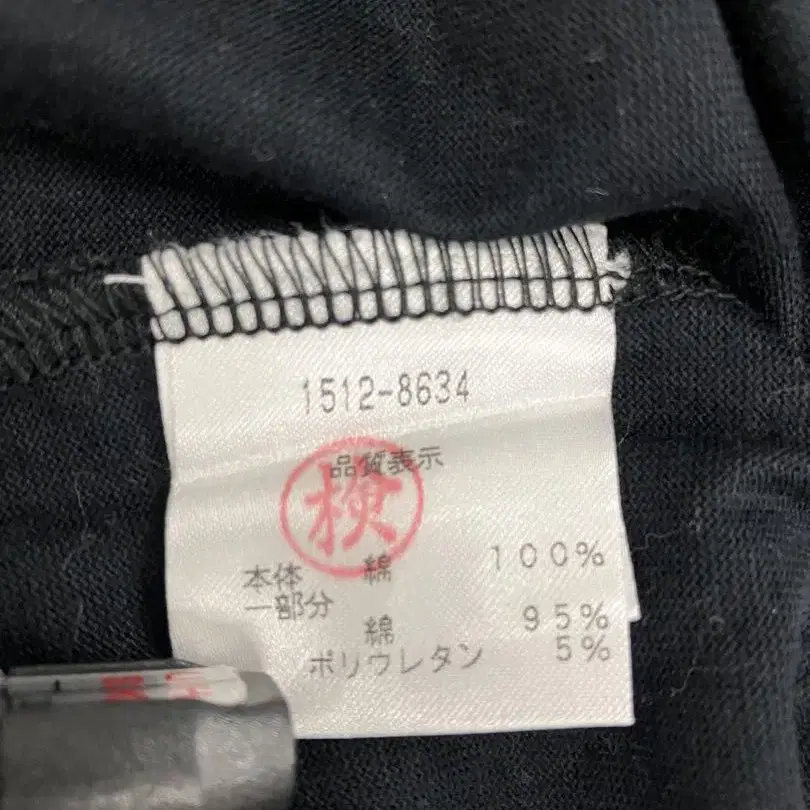 1512-8634
品質表示
検
本体 綿 100%
一部分
綿 95%
ポリウレタン 5%